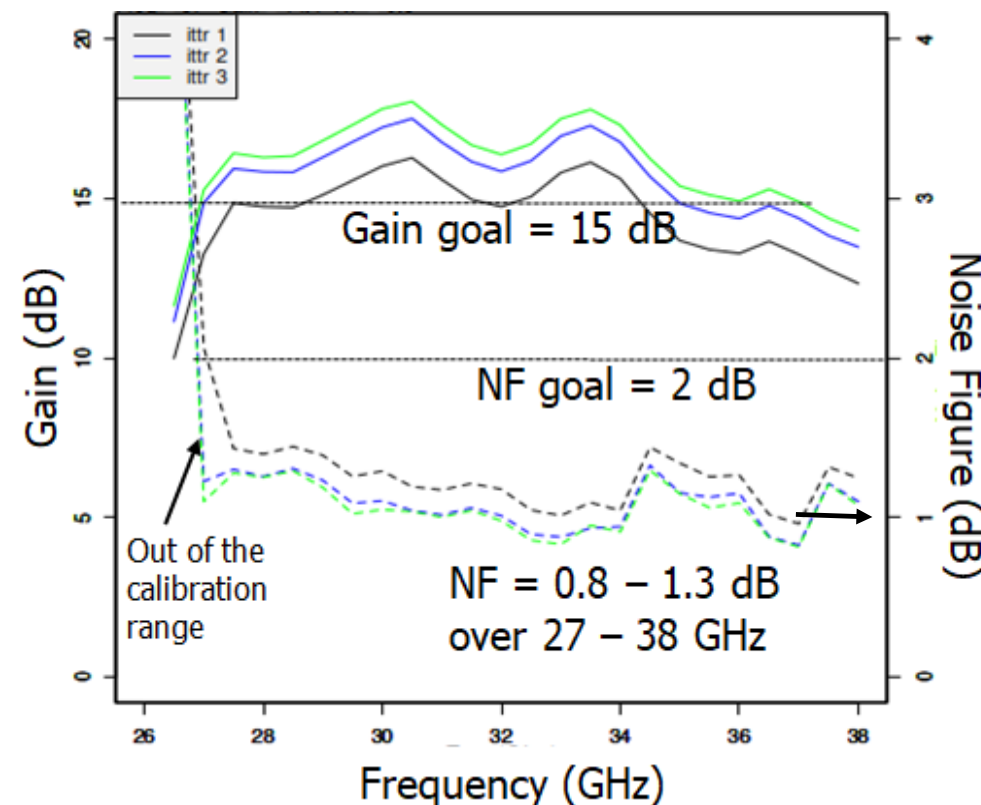 ittr 1
ittr 2
ittr 3
20
15
10
5
0
Gain (dB)
4
3
2
1
0
Noise Figure (dB)
Gain goal = 15 dB
NF goal = 2 dB
Out of the
calibration
range
NF = 0.8 – 1.3 dB
over 27 – 38 GHz
26 28 30 32 34 36 38
Frequency (GHz)